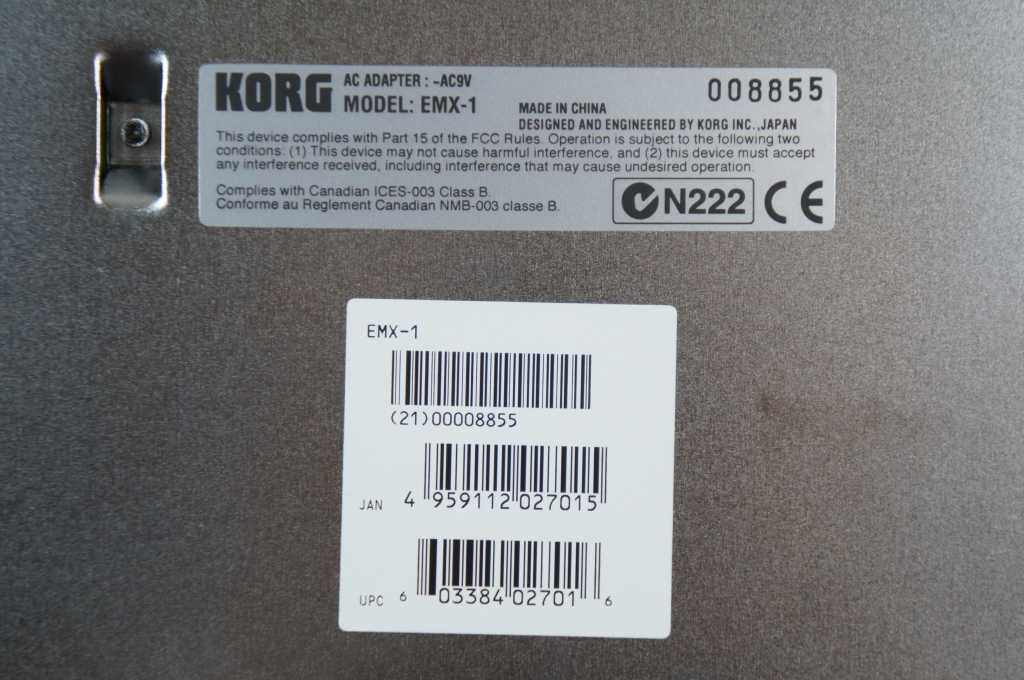 KORG
AC ADAPTER : ~AC9V
MODEL: EMX-1
008855
MADE IN CHINA
DESIGNED AND ENGINEERED BY KORG INC.,JAPAN
This device complies with Part 15 of the FCC Rules. Operation is subject to the following two
conditions: (1) This device may not cause harmful interference, and (2) this device must accept
any interference received, including interference that may cause undesired operation.
Complies with Canadian ICES-003 Class B.
Conforme au Reglement Canadian NMB-003 classe B.
N222 CE
EMX-1
(21)00008855
JAN 4 959112 027015
UPC 6 03384 02701 6